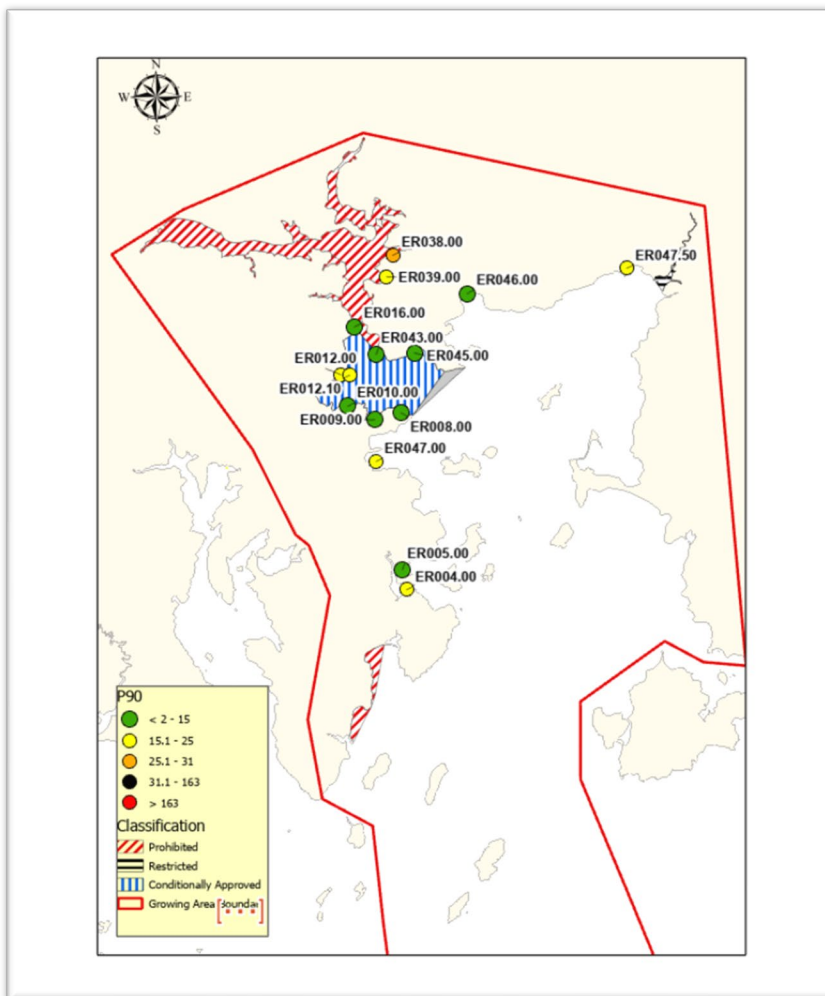 N
W E
S
ER038.00
ER047.50
ER039.00
ER046.00
ER016.00
ER043.00
ER012.00
ER045.00
ER012.10
ER010.00
ER009.00
ER008.00
ER047.00
ER005.00
ER004.00
P90
< 2 - 15
15.1 - 25
25.1 - 31
31.1 - 163
> 163
Classification
Prohibited
Restricted
Conditionally Approved
Growing Area